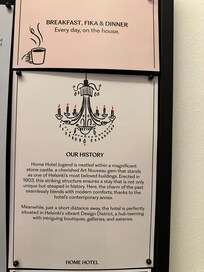 BREAKFAST, FIKA & DINNER
Every day, on the house.
OUR HISTORY
Home Hotel Jugend is nestled within a magnificent
stone castle, a cherished Art Nouveau gem that stands
as one of Helsinki's most beloved buildings. Erected in
1903, this striking structure ensures a stay that is not only
unique but steeped in history. Here, the charm of the past
seamlessly blends with modern comforts, thanks to the
hotel's contemporary annex.
Meanwhile, just a short distance away, the hotel is perfectly
situated in Helsinki's vibrant Design District, a hub teeming
with intriguing boutiques, galleries, and eateries.
HOME HOTEL